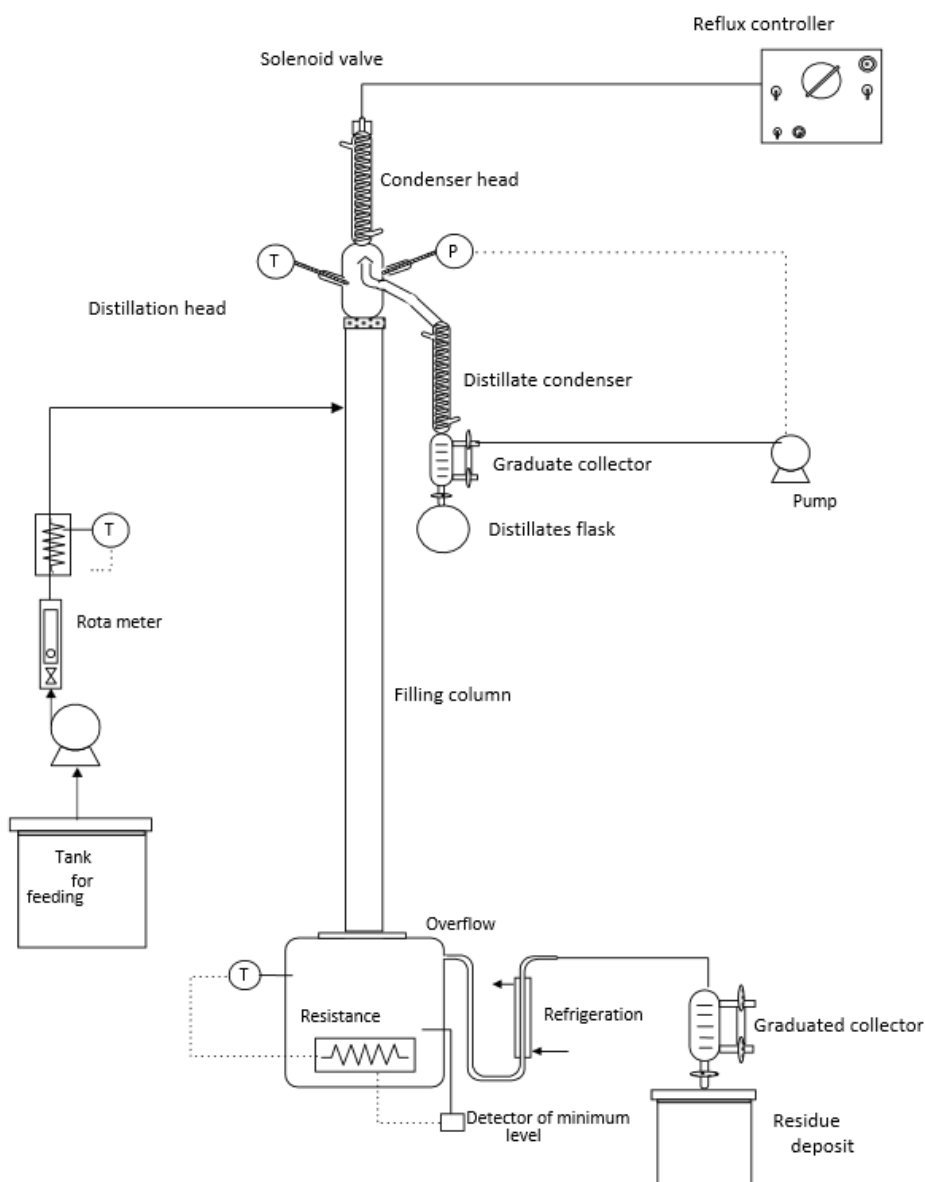 Reflux controller
Solenoid valve
Condenser head
T
P
Distillation head
Distillate condenser
Graduate collector
Pump
Distillates flask
T
Rota meter
Filling column
Tank
for
feeding
Overflow
T
Resistance
Refrigeration
Graduated collector
Detector of minimum
level
Residue
deposit